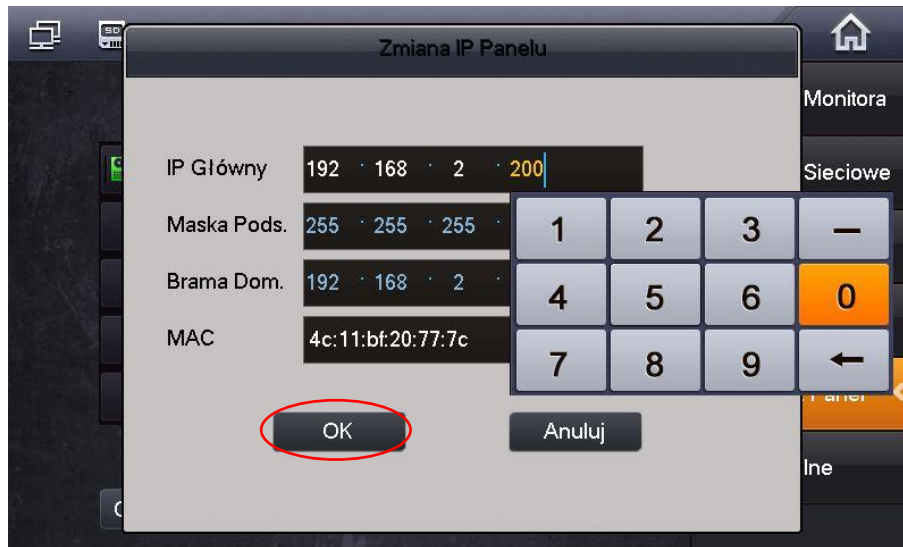 SD
Zmiana IP Panelu
Monitora
IP Główny 192 . 168 . 2 . 200
Sieciowe
Maska Pods. 255 . 255 . 255 .
1 2 3 —
Brama Dom. 192 . 168 . 2 .
4 5 6 0
MAC 4c:11:bf:20:77:7c
7 8 9 ←
Panel
OK Anuluj
lne